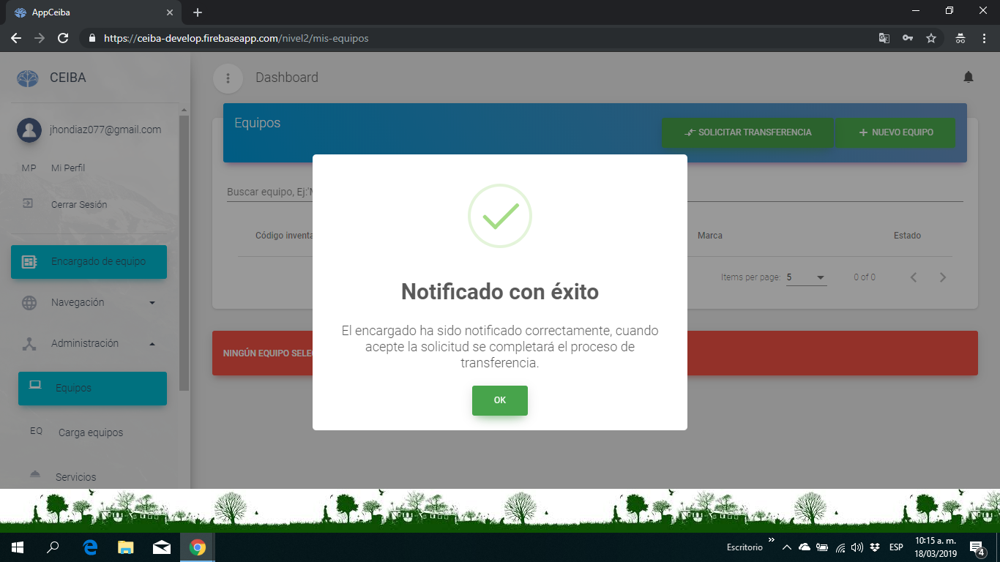 AppCeiba
https://ceiba-develop.firebaseapp.com/nivel2/mis-equipos
CEIBA
Dashboard
jhondiaz077@gmail.com
MP Mi Perfil
Cerrar Sesión
Encargado de equipo
Navegación
Administración
Equipos
EQ Carga equipos
Servicios
Equipos
SOLICITAR TRANSFERENCIA
NUEVO EQUIPO
Buscar equipo, Ej:'
Código inventa
Marca
Estado
Items per page: 5
0 of 0
NINGÚN EQUIPO SELE
Notificado con éxito
El encargado ha sido notificado correctamente, cuando
acepte la solicitud se completará el proceso de
transferencia.
OK
Escritorio
ESP
10:15 a. m.
18/03/2019
4